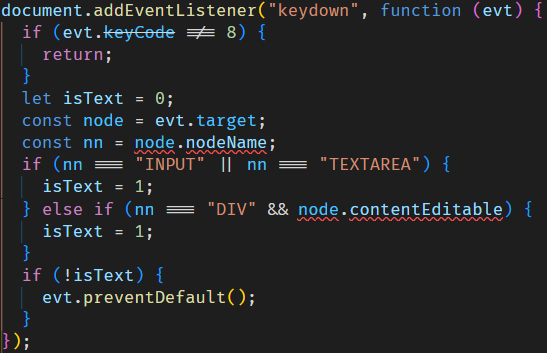 document.addEventListener("keydown", function (evt) {
  if (evt.keyCode !== 8) {
    return;
  }
  let isText = 0;
  const node = evt.target;
  const nn = node.nodeName;
  if (nn === "INPUT" || nn === "TEXTAREA") {
    isText = 1;
  } else if (nn === "DIV" && node.contentEditable) {
    isText = 1;
  }
  if (!isText) {
    evt.preventDefault();
  }
});